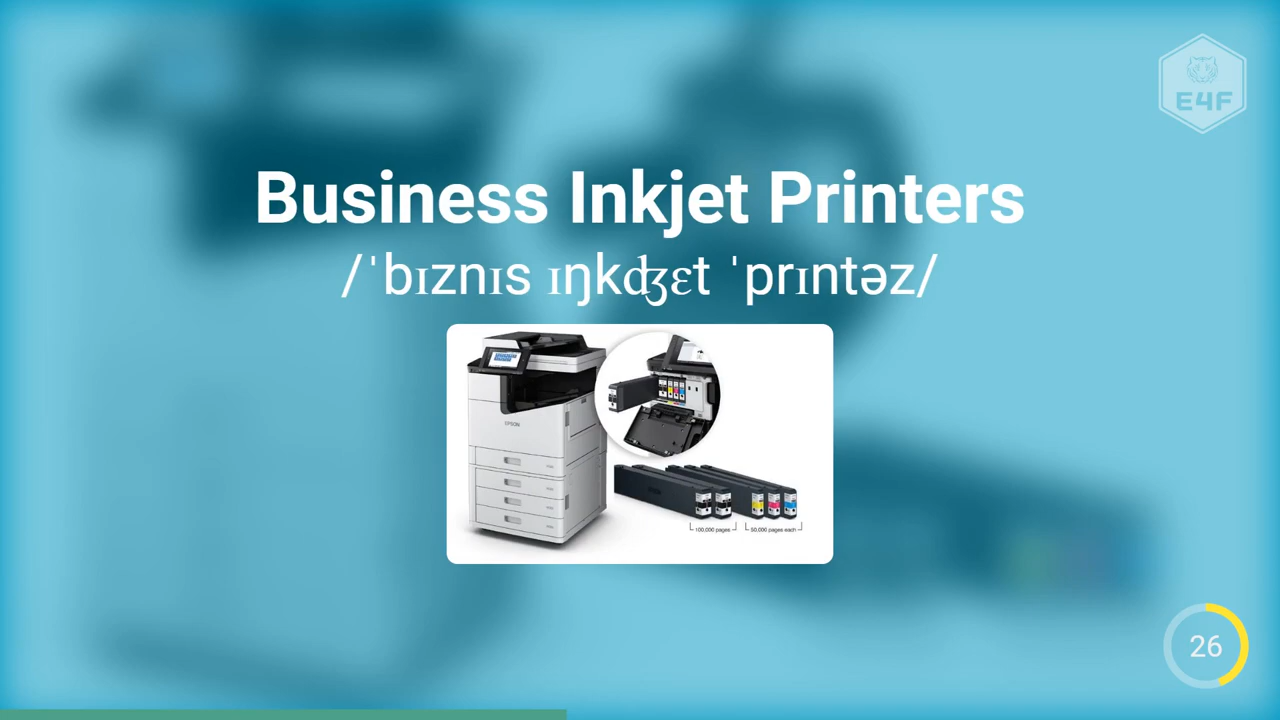 E4F
Business Inkjet Printers
/ˈbɪznɪs ɪŋkʤɛt ˈprɪntəz/
EPSON
100,000 pages
50,000 pages each
26